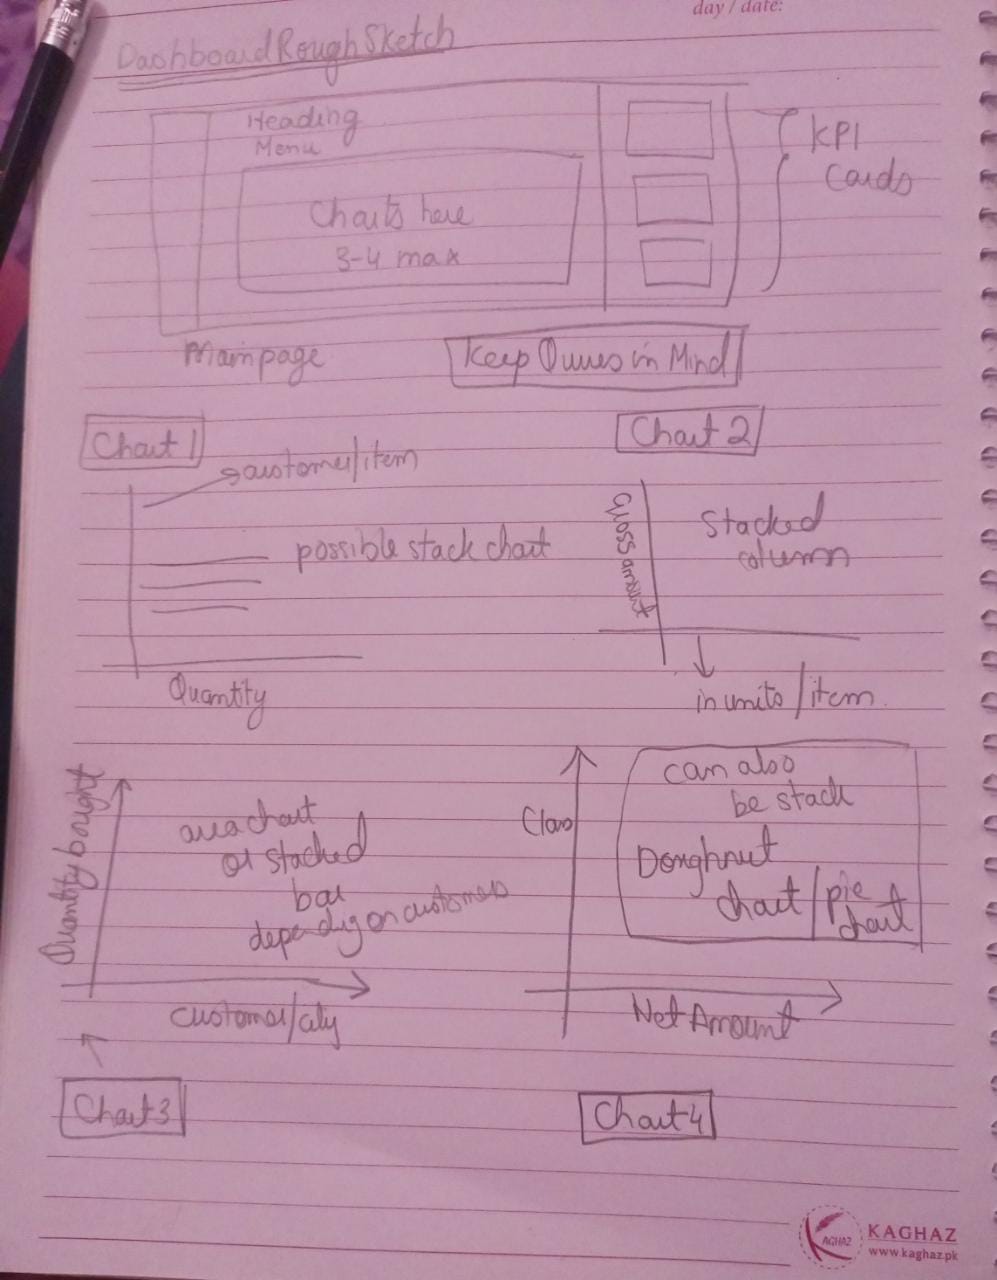 day / date:
Dashboard Rough Sketch
Heading
Menu
Charts here
3-4 max
KPI
Cards
Main page
Keep in Mind
Chart 1
customer/item
possible stack chart
Quantity
Chart 2
Gross amount
Stacked
column
in units/item
Quantity bought
area chart
or stacked
bar
depending on customers
customer/city
Chart 3
Class
can also
be stack
Doughnut
chart/pie
chart
Net Amount
Chart 4
KAGHAZ
KAGHAZ
www.kaghaz.pk